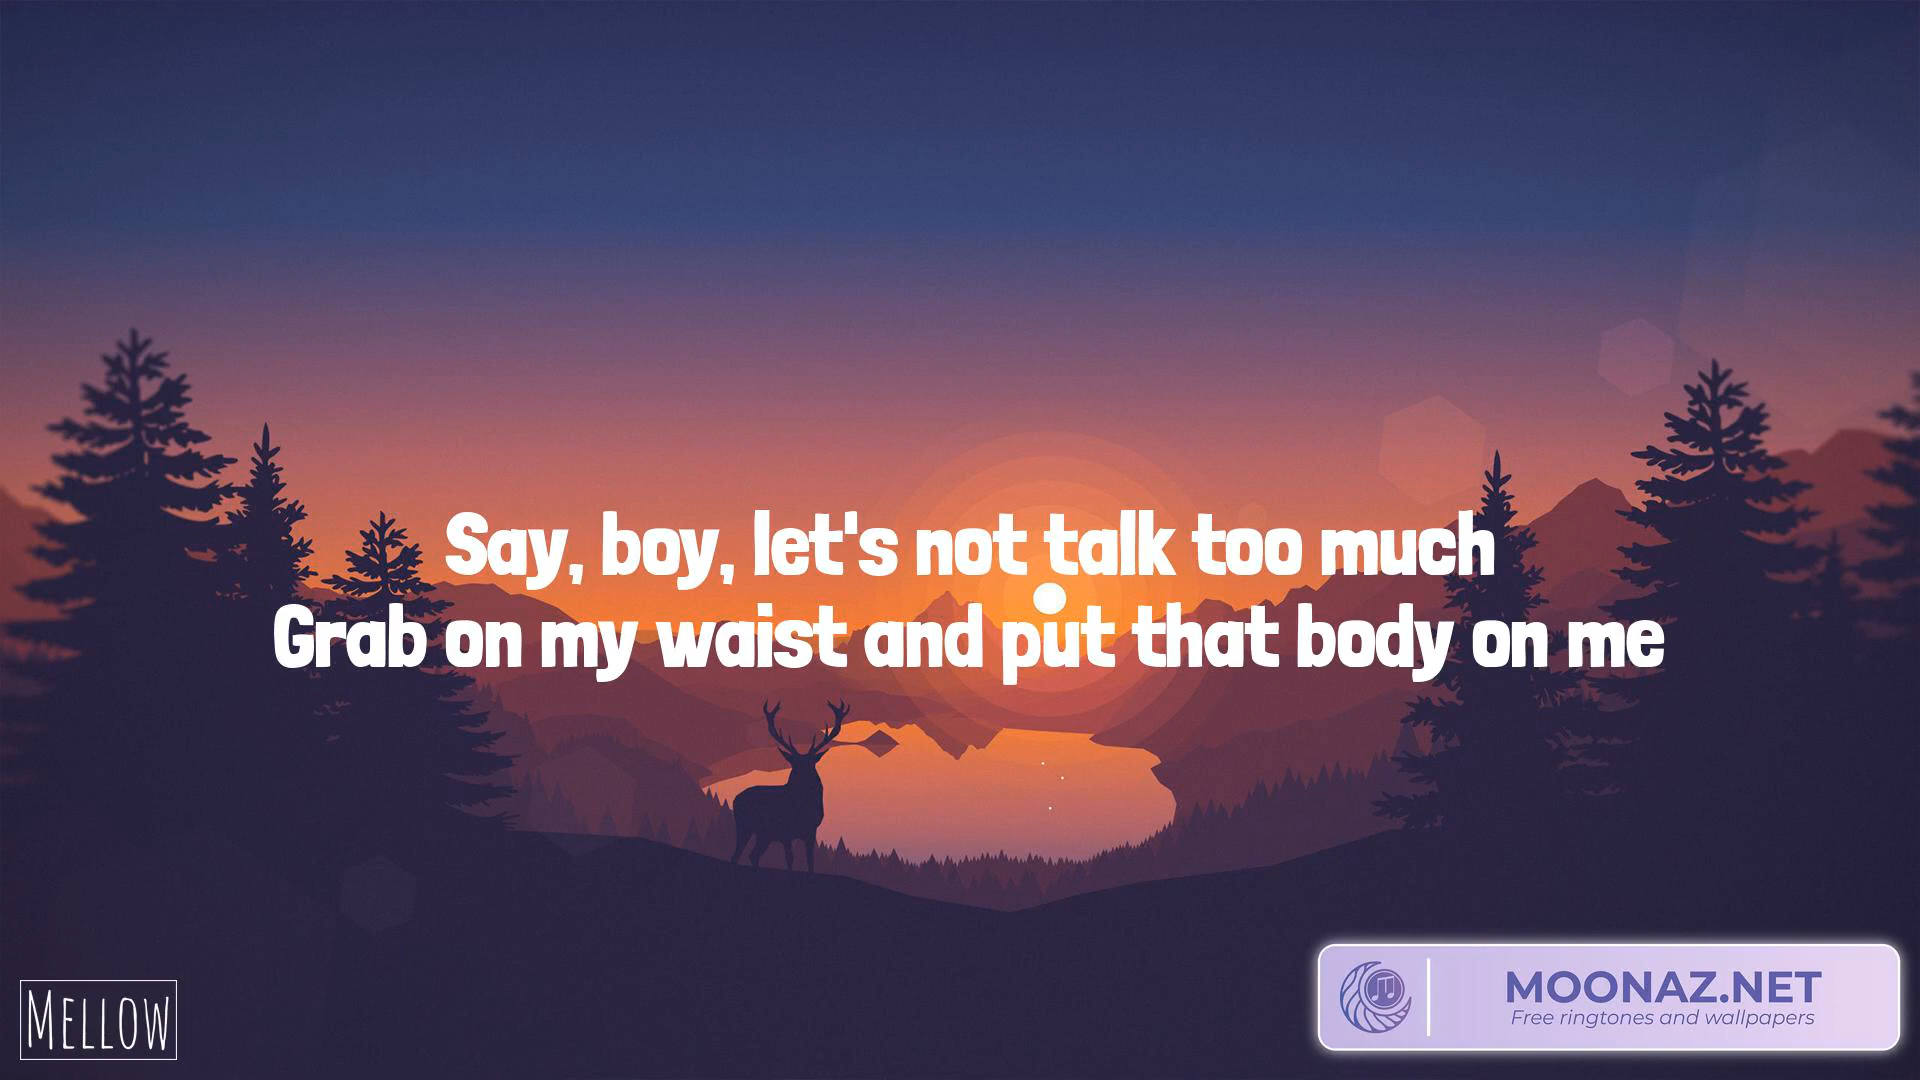 Say, boy, let's not talk too much
Grab on my waist and put that body on me
MELLOW
MOONAZ.NET
Free ringtones and wallpapers